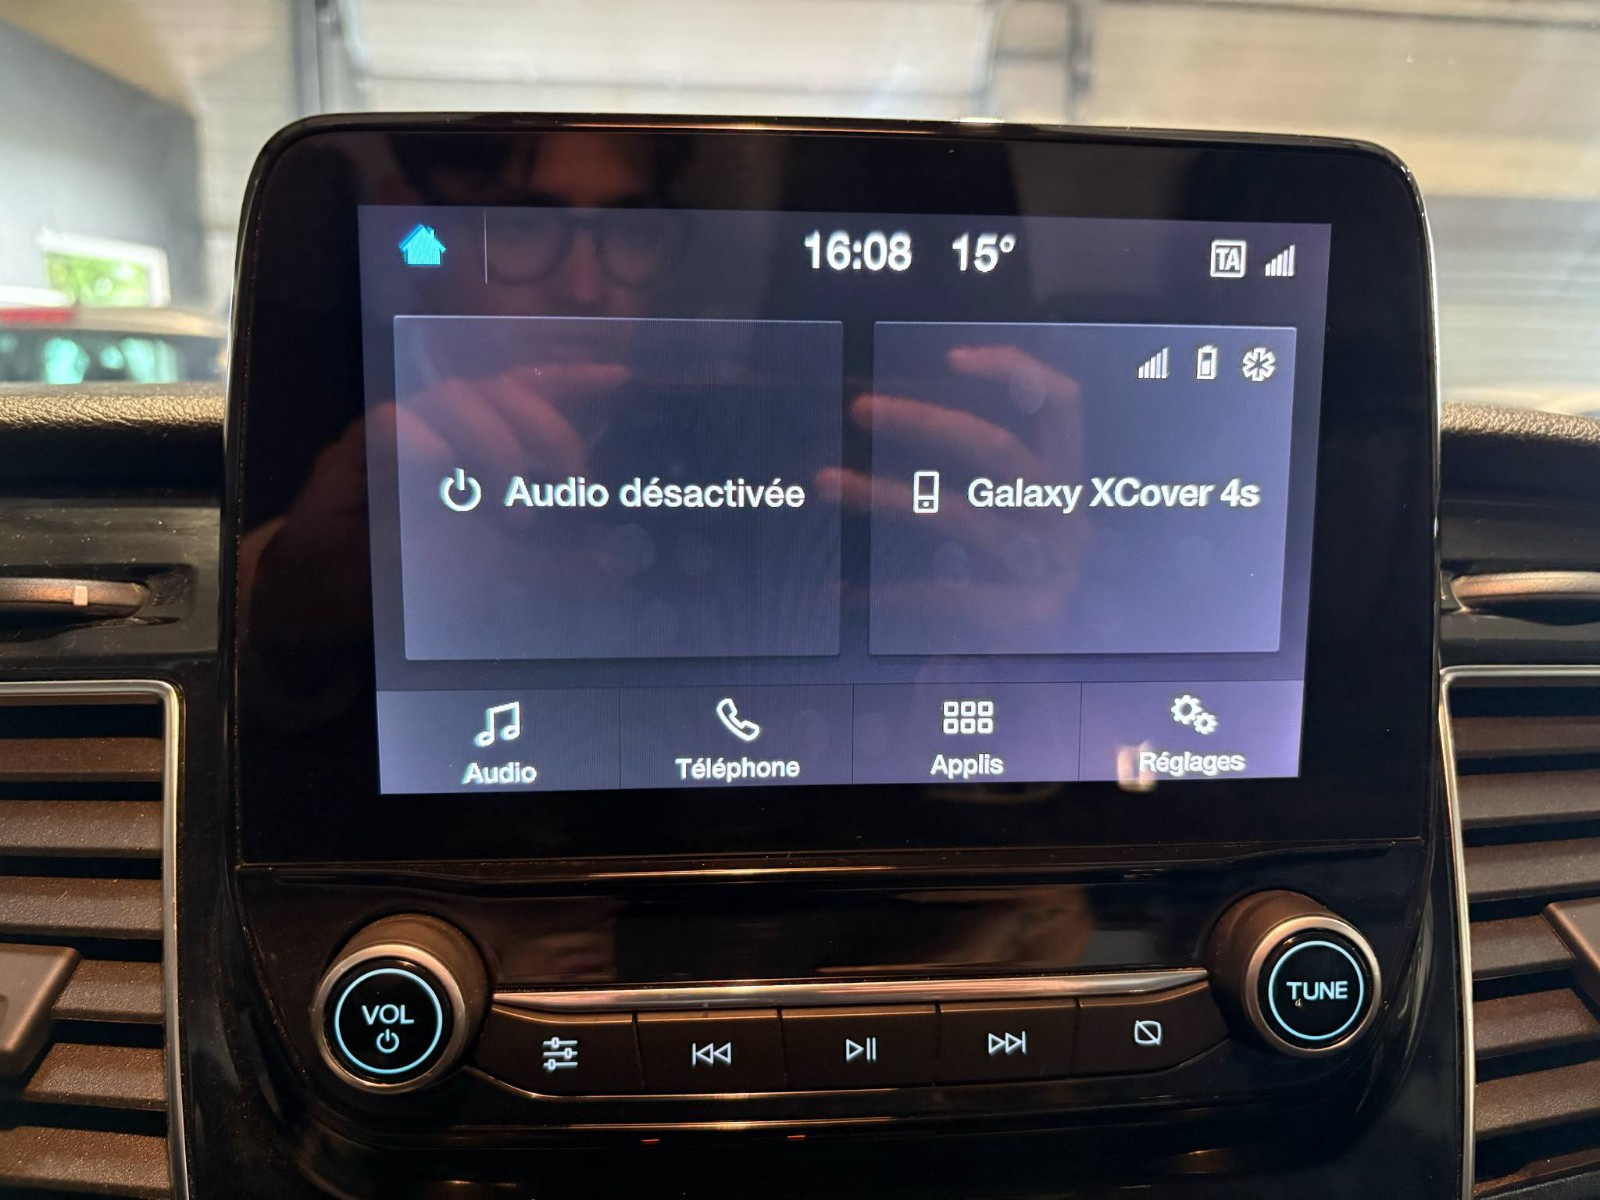 16:08 15°
TA
Audio désactivée
Galaxy XCover 4s
Audio
Téléphone
Applis
Réglages
VOL
TUNE